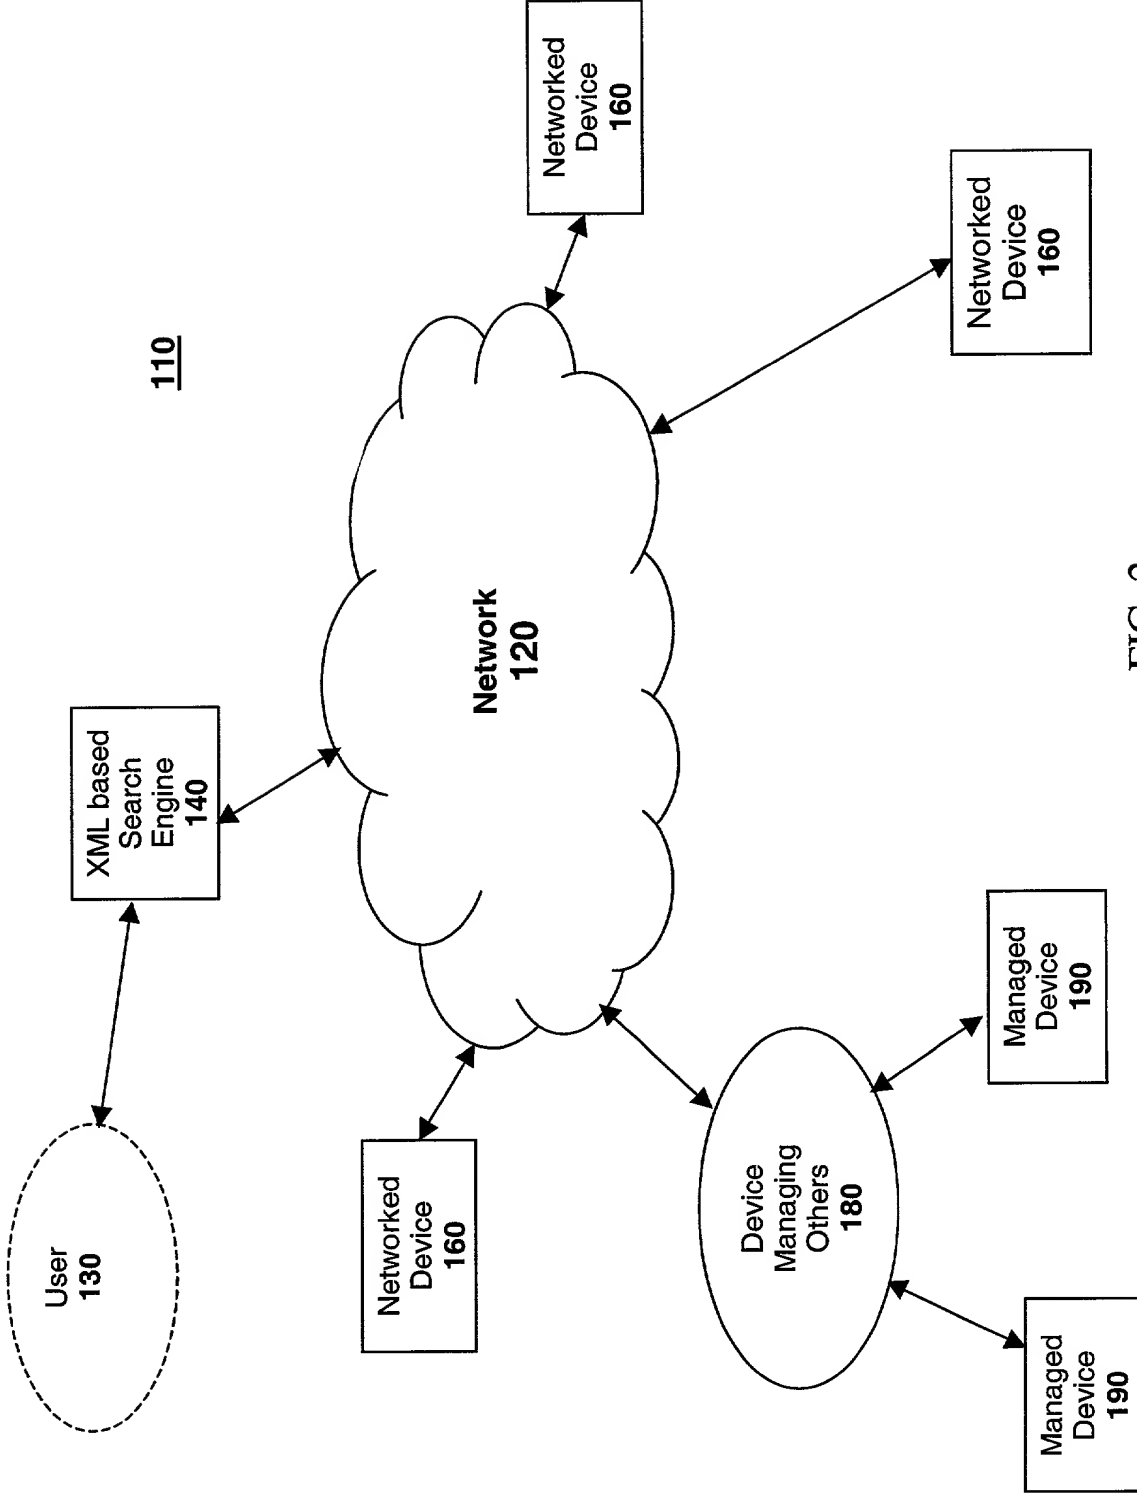 User
130
XML based
Search
Engine
140
110
Networked
Device
160
Network
120
Networked
Device
160
Device
Managing
Others
180
Managed
Device
190
Managed
Device
190
Networked
Device
160
FIG.